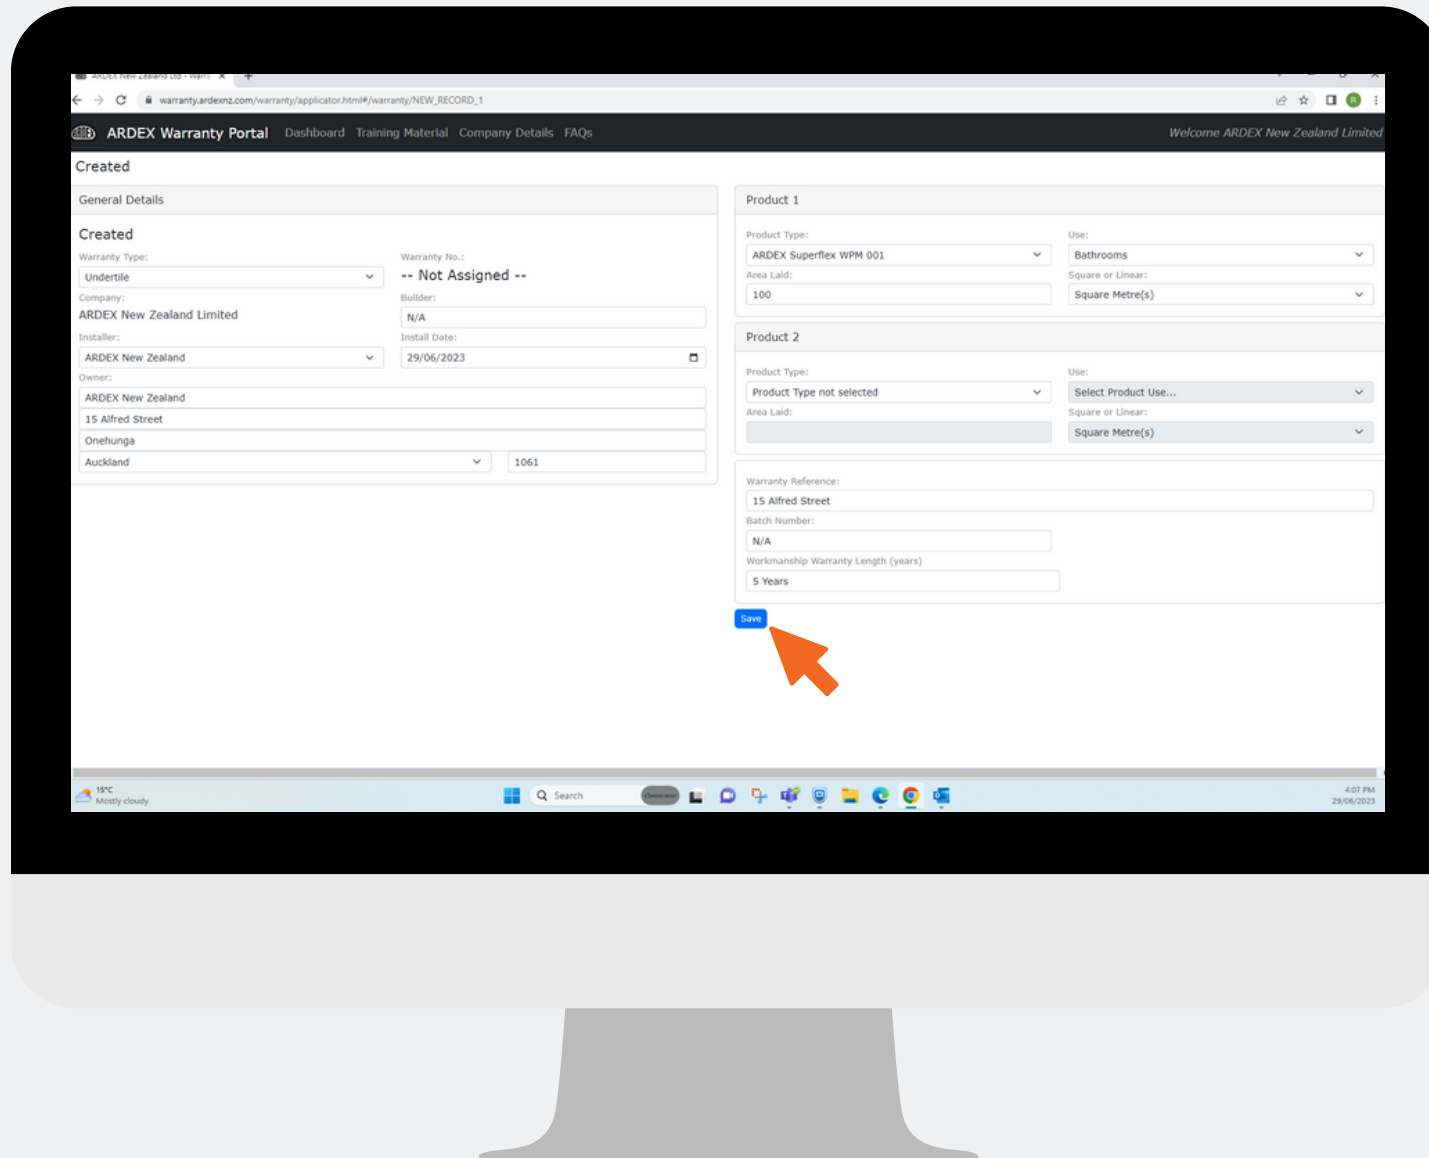 ARDEX New Zealand Ltd - Warr
warranty.ardexnz.com/warranty/applicator.html#/warranty/NEW_RECORD_1
R
ARDEX Warranty Portal Dashboard Training Material Company Details FAQs Welcome ARDEX New Zealand Limited
Created
General Details
Created
Warranty Type: Warranty No.:
Undertile -- Not Assigned --
Company: Builder:
ARDEX New Zealand Limited N/A
Installer: Install Date:
ARDEX New Zealand 29/06/2023
Owner:
ARDEX New Zealand
15 Alfred Street
Onehunga
Auckland 1061
Product 1
Product Type: Use:
ARDEX Superflex WPM 001 Bathrooms
Area Laid: Square or Linear:
100 Square Metre(s)
Product 2
Product Type: Use:
Product Type not selected Select Product Use...
Area Laid: Square or Linear:
Square Metre(s)
Warranty Reference:
15 Alfred Street
Batch Number:
N/A
Workmanship Warranty Length (years)
5 Years
Save
15°C
Mostly cloudy
Search
4:07 PM
29/06/2023